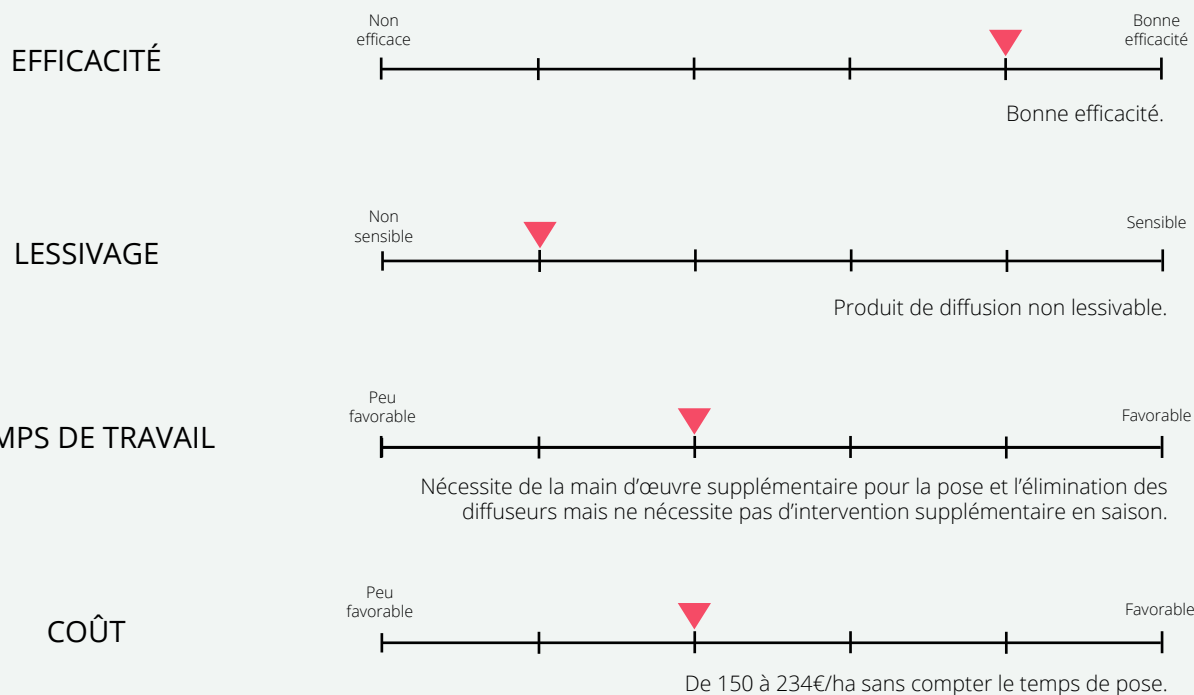 EFFICACITÉ
Non
efficace
Bonne
efficacité
Bonne efficacité.
LESSIVAGE
Non
sensible
Sensible
Produit de diffusion non lessivable.
MPS DE TRAVAIL
Peu
favorable
Favorable
Nécessite de la main d’œuvre supplémentaire pour la pose et l’élimination des
diffuseurs mais ne nécessite pas d’intervention supplémentaire en saison.
COÛT
Peu
favorable
Favorable
De 150 à 234€/ha sans compter le temps de pose.